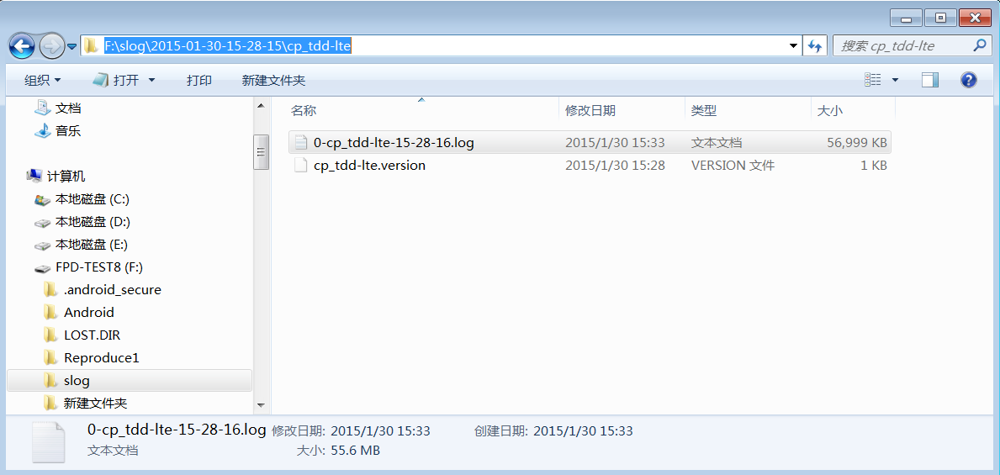 F:\slog\2015-01-30-15-28-15\cp_tdd-lte 搜索 cp_tdd-lte
组织 打开 打印 新建文件夹
文档
音乐
计算机
本地磁盘 (C:)
本地磁盘 (D:)
本地磁盘 (E:)
FPD-TEST8 (F:)
.android_secure
Android
LOST.DIR
Reproduce1
slog
新建文件夹
名称 修改日期 类型 大小
0-cp_tdd-lte-15-28-16.log 2015/1/30 15:33 文本文档 56,999 KB
cp_tdd-lte.version 2015/1/30 15:28 VERSION 文件 1 KB
0-cp_tdd-lte-15-28-16.log 修改日期: 2015/1/30 15:33 创建日期: 2015/1/30 15:33
文本文档 大小: 55.6 MB